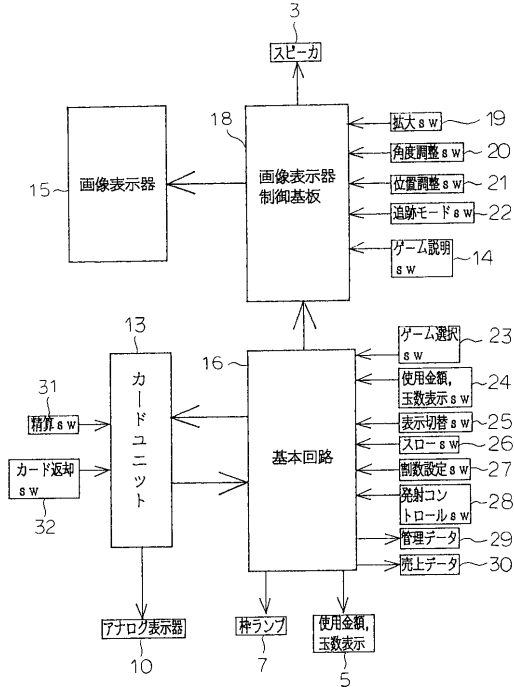 3
スピーカ
18
15
画像表示器
画像表示器
制御基板
拡大sw
19
角度調整sw
20
位置調整sw
21
追跡モードsw
22
ゲーム説明
sw
14
13
カードユニット
16
基本回路
31
精算sw
カード返却
sw
32
ゲーム選択
sw
23
使用金額,
玉数表示sw
24
表示切替sw
25
スローsw
26
割数設定sw
27
発射コン
トロールsw
28
管理データ
29
売上データ
30
アナログ表示器
10
枠ランプ
7
使用金額,
玉数表示
5